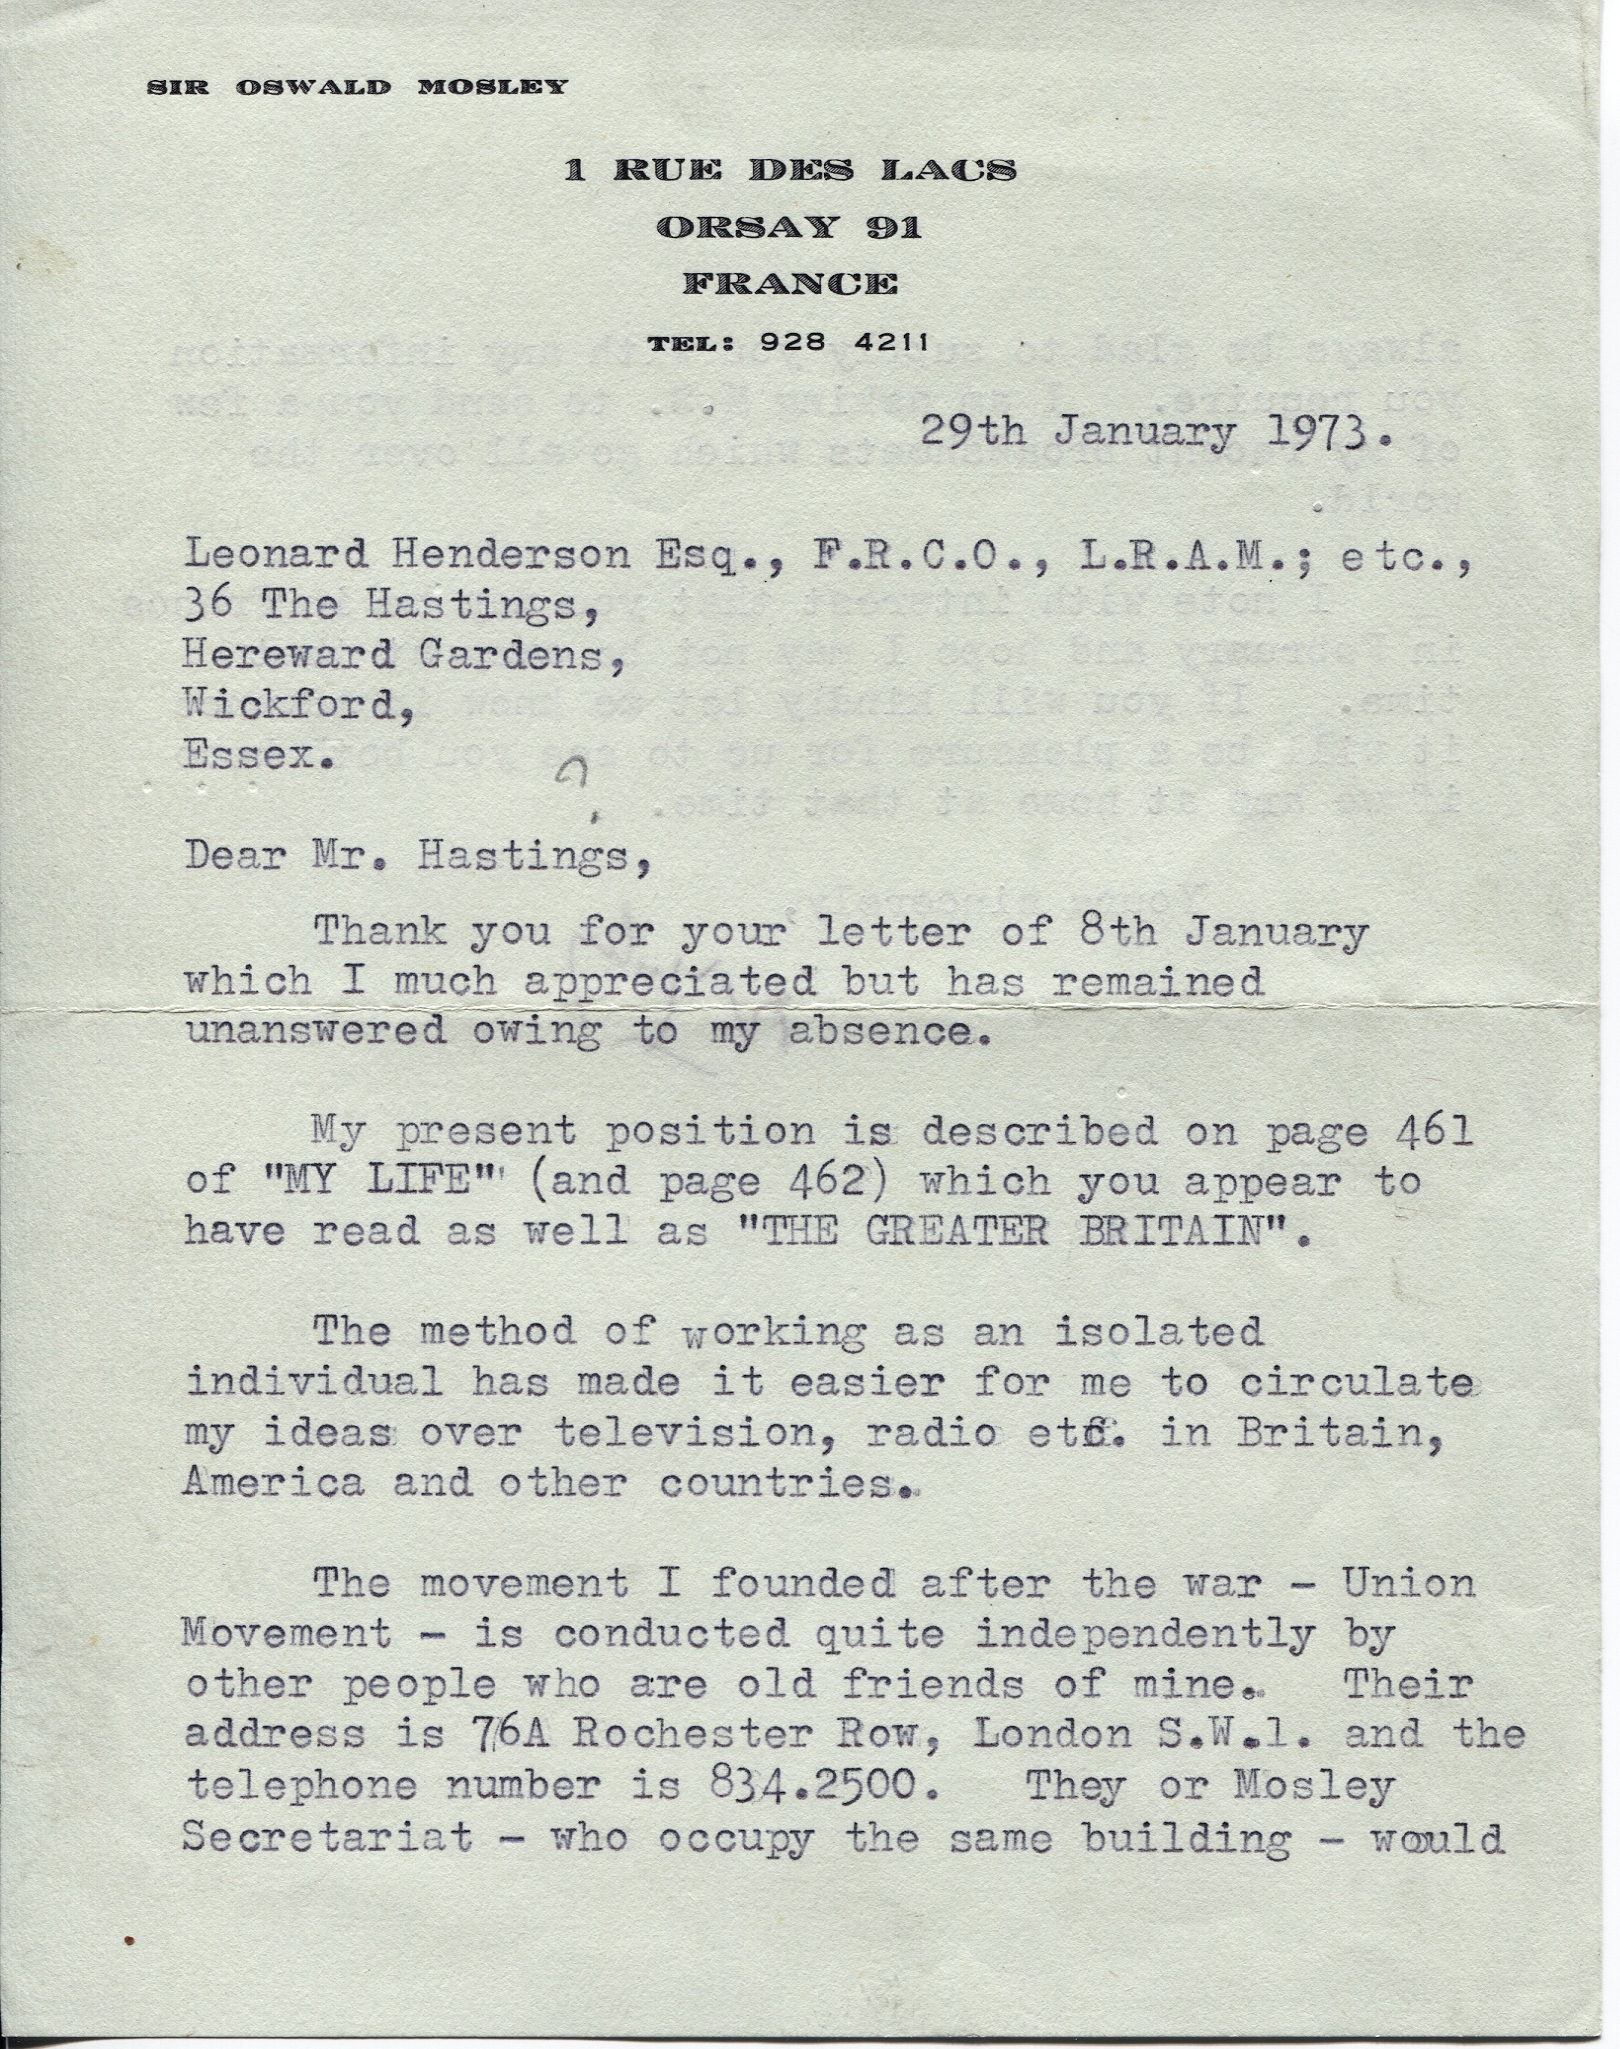 SIR OSWALD MOSLEY
1 RUE DES LACS
ORSAY 91
FRANCE
TEL: 928 4211
29th January 1973.
Leonard Henderson Esq., F.R.C.O., L.R.A.M.; etc.,
36 The Hastings,
Hereward Gardens,
Wickford,
Essex.
?
Dear Mr. Hastings,
Thank you for your letter of 8th January
which I much appreciated but has remained
unanswered owing to my absence.
My present position is described on page 461
of "MY LIFE"' (and page 462) which you appear to
have read as well as "THE GREATER BRITAIN".
The method of working as an isolated
individual has made it easier for me to circulate
my ideas over television, radio etc. in Britain,
America and other countries.
The movement I founded after the war - Union
Movement - is conducted quite independently by
other people who are old friends of mine. Their
address is 76A Rochester Row, London S.W.1. and the
telephone number is 834.2500. They or Mosley
Secretariat - who occupy the same building - would